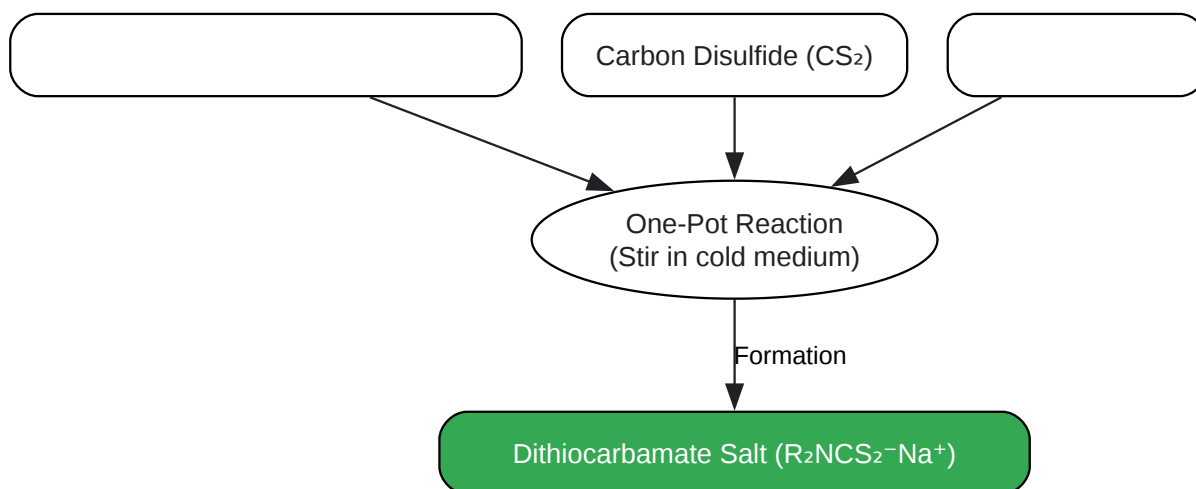 Carbon Disulfide (CS₂)
One-Pot Reaction
(Stir in cold medium)
Formation
Dithiocarbamate Salt (R₂NCS₂⁻Na⁺)